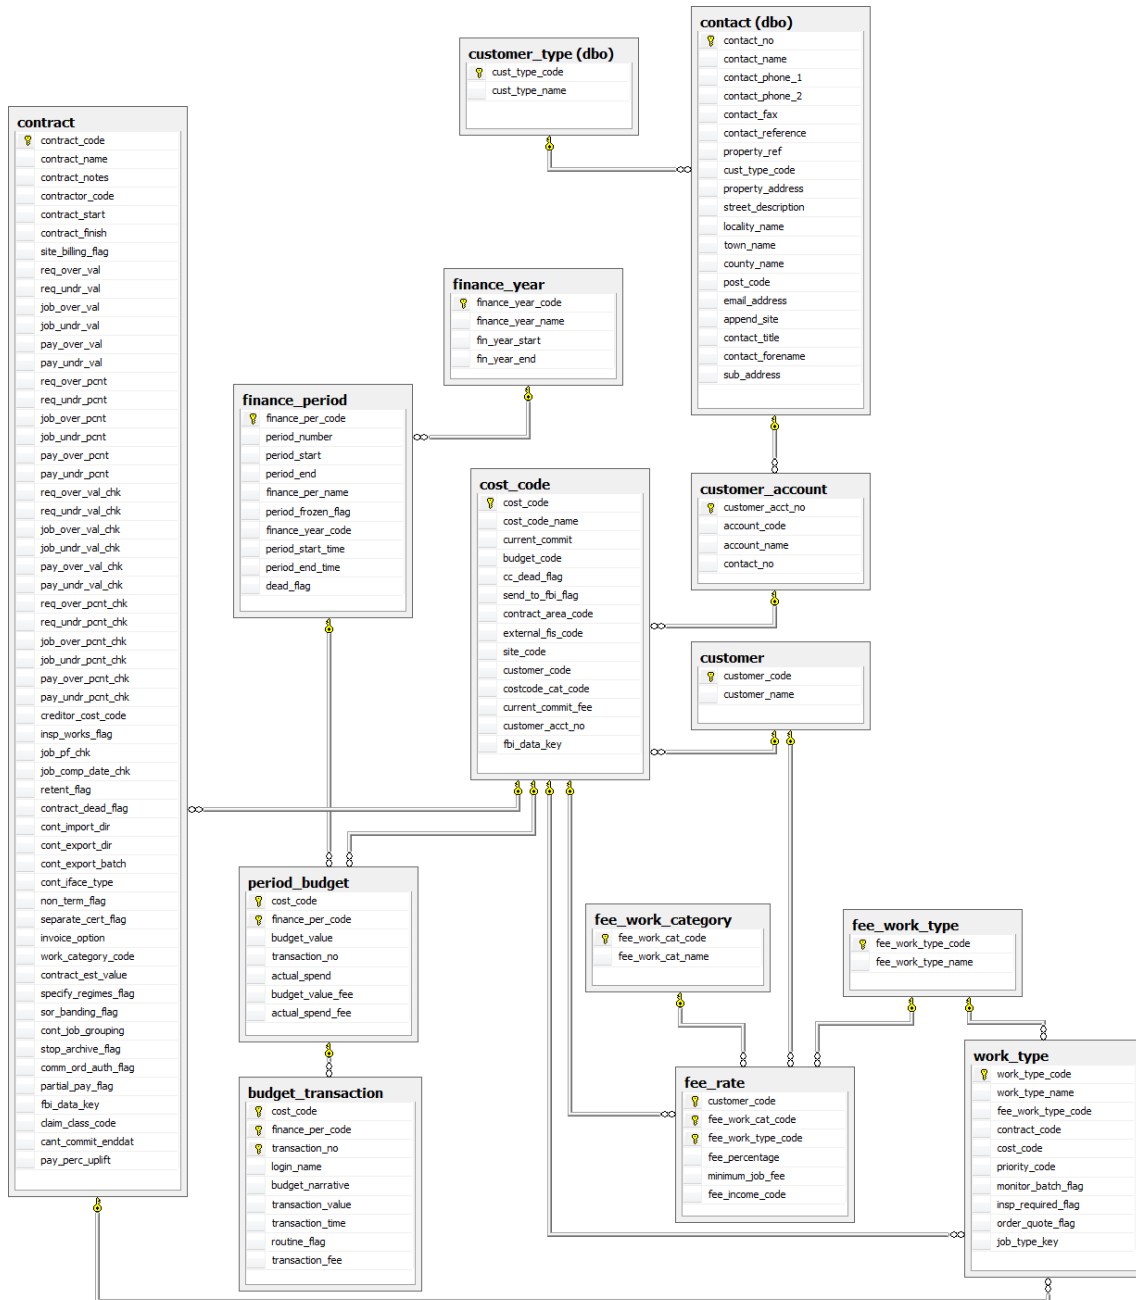 contact (dbo)
contact_no
contact_name
contact_phone_1
contact_phone_2
contact_fax
contact_reference
property_ref
cust_type_code
property_address
street_description
locality_name
town_name
county_name
post_code
email_address
append_site
contact_title
contact_forename
sub_address
customer_type (dbo)
cust_type_code
cust_type_name
contract
contract_code
contract_name
contract_notes
contractor_code
contract_start
contract_finish
site_billing_flag
req_over_val
req_undr_val
job_over_val
job_undr_val
pay_over_val
pay_undr_val
req_over_pcnt
req_undr_pcnt
job_over_pcnt
job_undr_pcnt
pay_over_pcnt
pay_undr_pcnt
req_over_val_chk
req_undr_val_chk
job_over_val_chk
job_undr_val_chk
pay_over_val_chk
pay_undr_val_chk
req_over_pcnt_chk
req_undr_pcnt_chk
job_over_pcnt_chk
job_undr_pcnt_chk
pay_over_pcnt_chk
pay_undr_pcnt_chk
creditor_cost_code
insp_works_flag
job_pf_chk
job_comp_date_chk
retent_flag
contract_dead_flag
cont_import_dir
cont_export_dir
cont_export_batch
cont_iface_type
non_term_flag
separate_cert_flag
invoice_option
work_category_code
contract_est_value
specify_regimes_flag
sor_banding_flag
cont_job_grouping
stop_archive_flag
comm_ord_auth_flag
partial_pay_flag
fbi_data_key
claim_class_code
cant_commit_enddat
pay_perc_uplift
finance_year
finance_year_code
finance_year_name
fin_year_start
fin_year_end
finance_period
finance_per_code
period_number
period_start
period_end
finance_per_name
period_frozen_flag
finance_year_code
period_start_time
period_end_time
dead_flag
cost_code
cost_code
cost_code_name
current_commit
budget_code
cc_dead_flag
send_to_fbi_flag
contract_area_code
external_fis_code
site_code
customer_code
costcode_cat_code
current_commit_fee
customer_acct_no
fbi_data_key
customer_account
customer_acct_no
account_code
account_name
contact_no
customer
customer_code
customer_name
period_budget
cost_code
finance_per_code
budget_value
transaction_no
actual_spend
budget_value_fee
actual_spend_fee
fee_work_category
fee_work_cat_code
fee_work_cat_name
fee_work_type
fee_work_type_code
fee_work_type_name
budget_transaction
cost_code
finance_per_code
transaction_no
login_name
budget_narrative
transaction_value
transaction_time
routine_flag
transaction_fee
fee_rate
customer_code
fee_work_cat_code
fee_work_type_code
fee_percentage
minimum_job_fee
fee_income_code
work_type
work_type_code
work_type_name
fee_work_type_code
contract_code
cost_code
priority_code
monitor_batch_flag
insp_required_flag
order_quote_flag
job_type_key